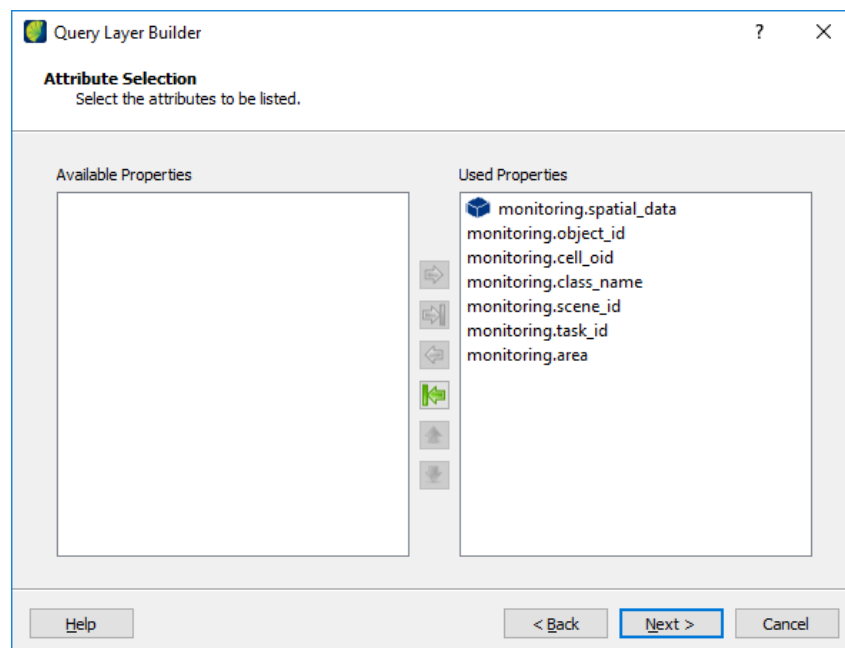 Query Layer Builder
?
Attribute Selection
Select the attributes to be listed.
Available Properties
Used Properties
monitoring.spatial_data
monitoring.object_id
monitoring.cell_oid
monitoring.class_name
monitoring.scene_id
monitoring.task_id
monitoring.area
Help
< Back
Next >
Cancel